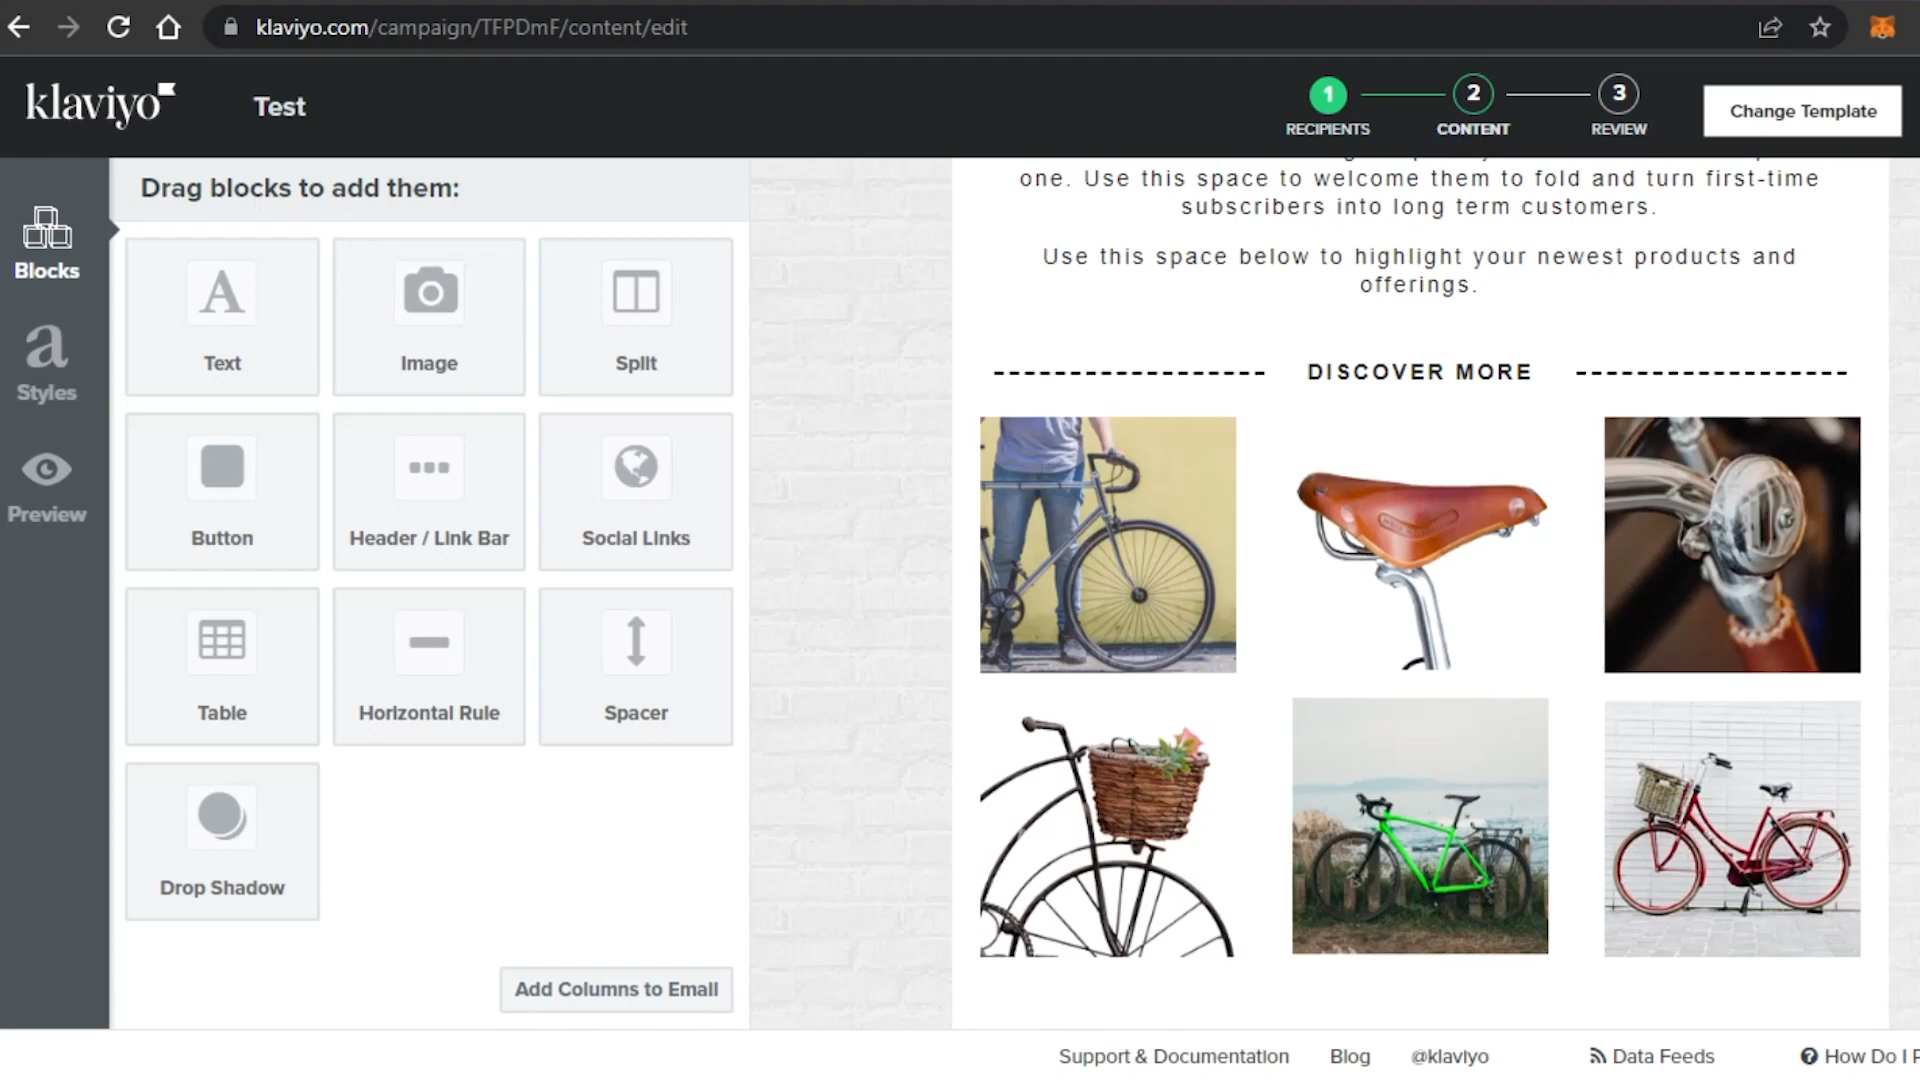 klaviyo.com/campaign/TFPDmF/content/edit
klaviyo
Test
1
2
3
RECIPIENTS
CONTENT
REVIEW
Change Template
Blocks
Styles
Preview
Drag blocks to add them:
Text
Image
Split
Button
Header / Link Bar
Social Links
Table
Horizontal Rule
Spacer
Drop Shadow
Add Columns to Email
one. Use this space to welcome them to fold and turn first-time
subscribers into long term customers.
Use this space below to highlight your newest products and
offerings.
DISCOVER MORE
Support & Documentation
Blog
@klaviyo
Data Feeds
How Do I